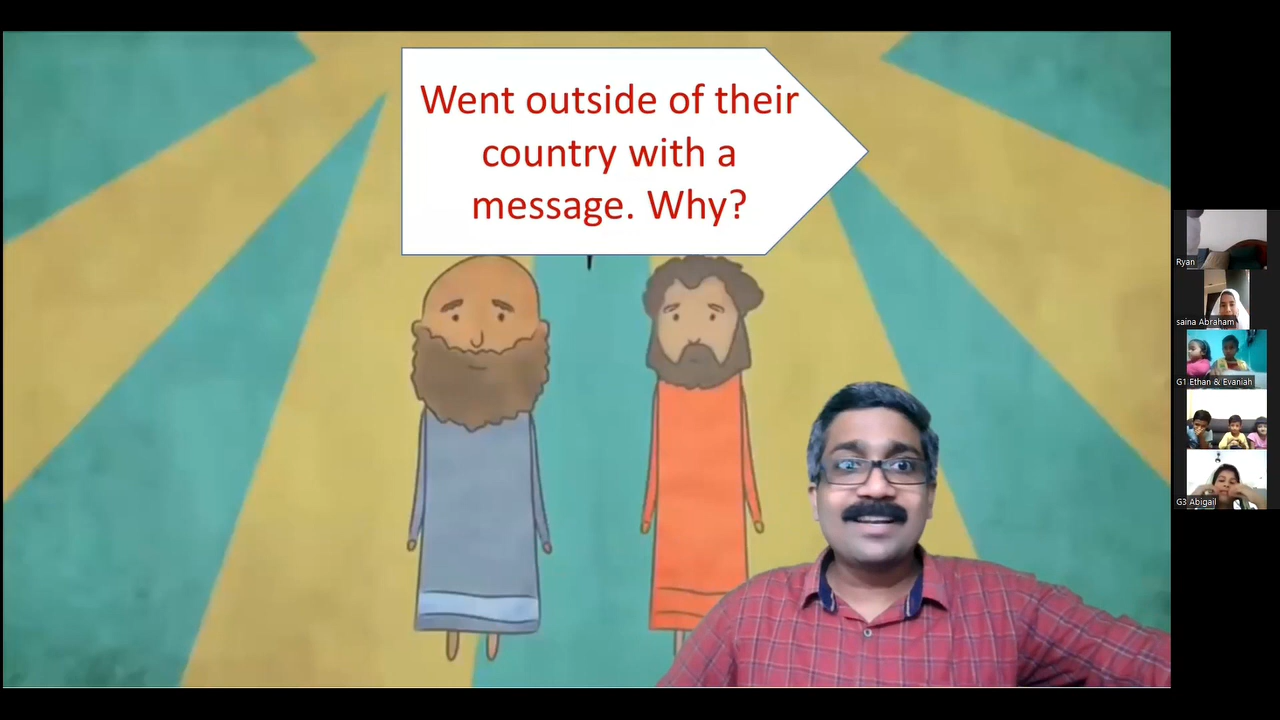 Went outside of their
country with a
message. Why?
Ryan
saina Abraham
G1 Ethan & Evaniah
G3 Abigail